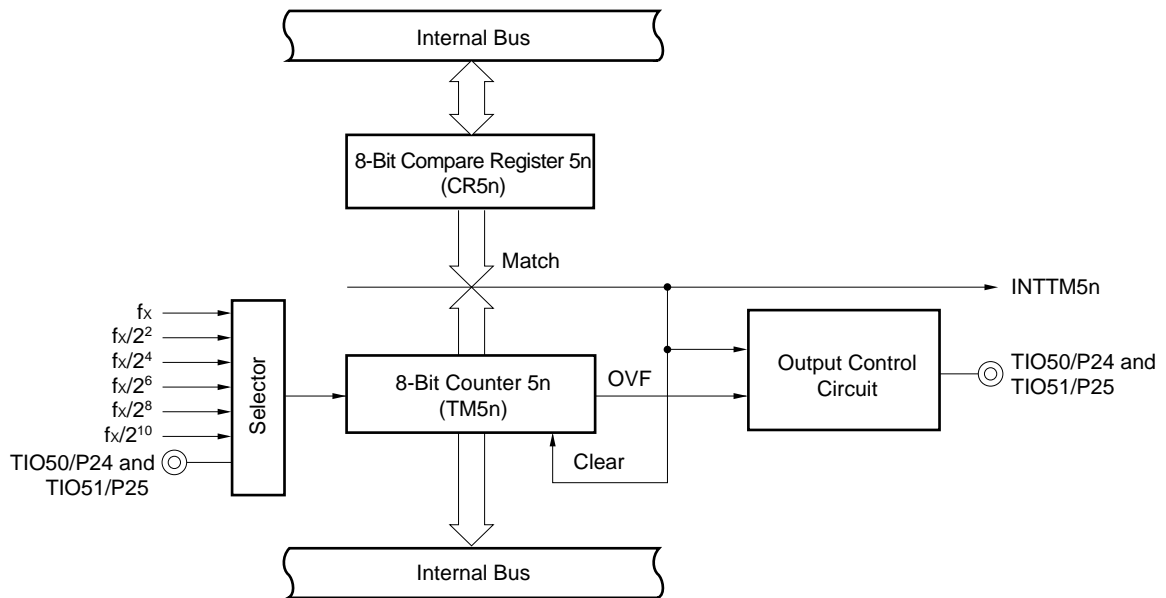 Internal Bus
8-Bit Compare Register 5n
(CR5n)
Match
INTTM5n
fX
fX/2²
fX/2⁴
fX/2⁶
fX/2⁸
fX/2¹⁰
TIO50/P24 and
TIO51/P25
Selector
8-Bit Counter 5n
(TM5n)
OVF
Clear
Output Control
Circuit
TIO50/P24 and
TIO51/P25
Internal Bus